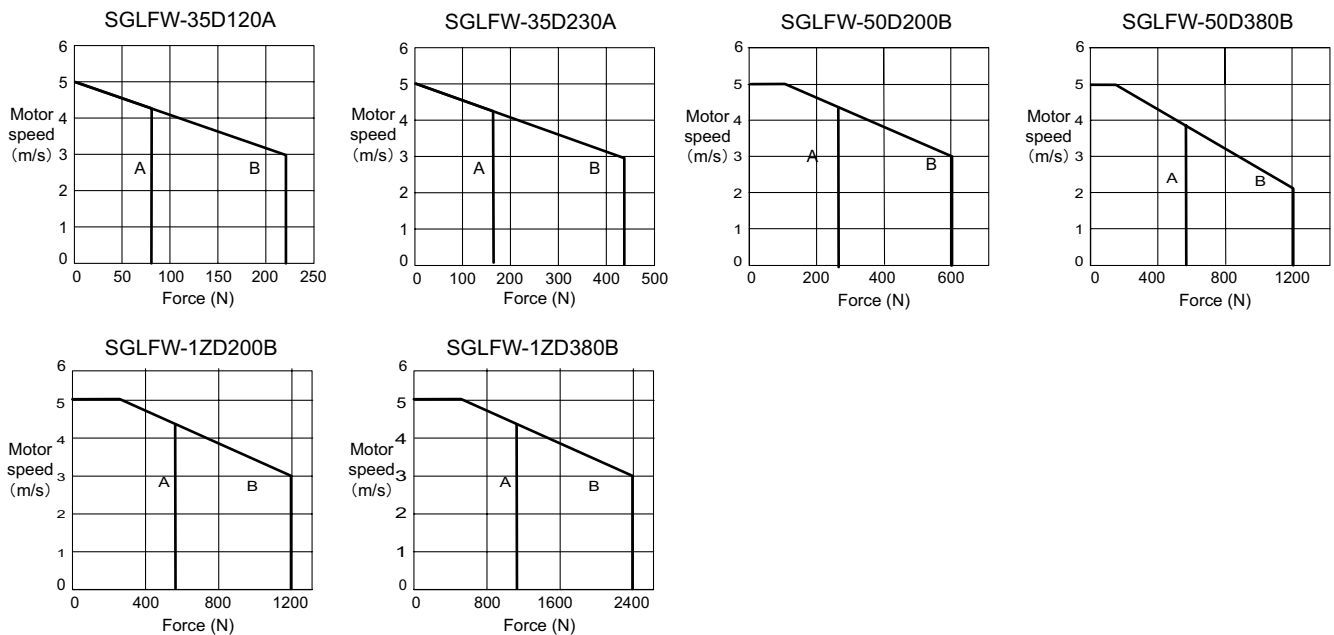 SGLFW-35D120A
6
5
4
3
2
1
0
Motor
speed
(m/s)
A
B
0 50 100 150 200 250
Force (N)
SGLFW-35D230A
6
5
4
3
2
1
0
Motor
speed
(m/s)
A
B
0 100 200 300 400 500
Force (N)
SGLFW-50D200B
6
5
4
3
2
1
0
Motor
speed
(m/s)
A
B
0 200 400 600
Force (N)
SGLFW-50D380B
6
5
4
3
2
1
0
Motor
speed
(m/s)
A
B
0 400 800 1200
Force (N)
SGLFW-1ZD200B
6
5
4
3
2
1
0
Motor
speed
(m/s)
A
B
0 400 800 1200
Force (N)
SGLFW-1ZD380B
6
5
4
3
2
1
0
Motor
speed
(m/s)
A
B
0 800 1600 2400
Force (N)